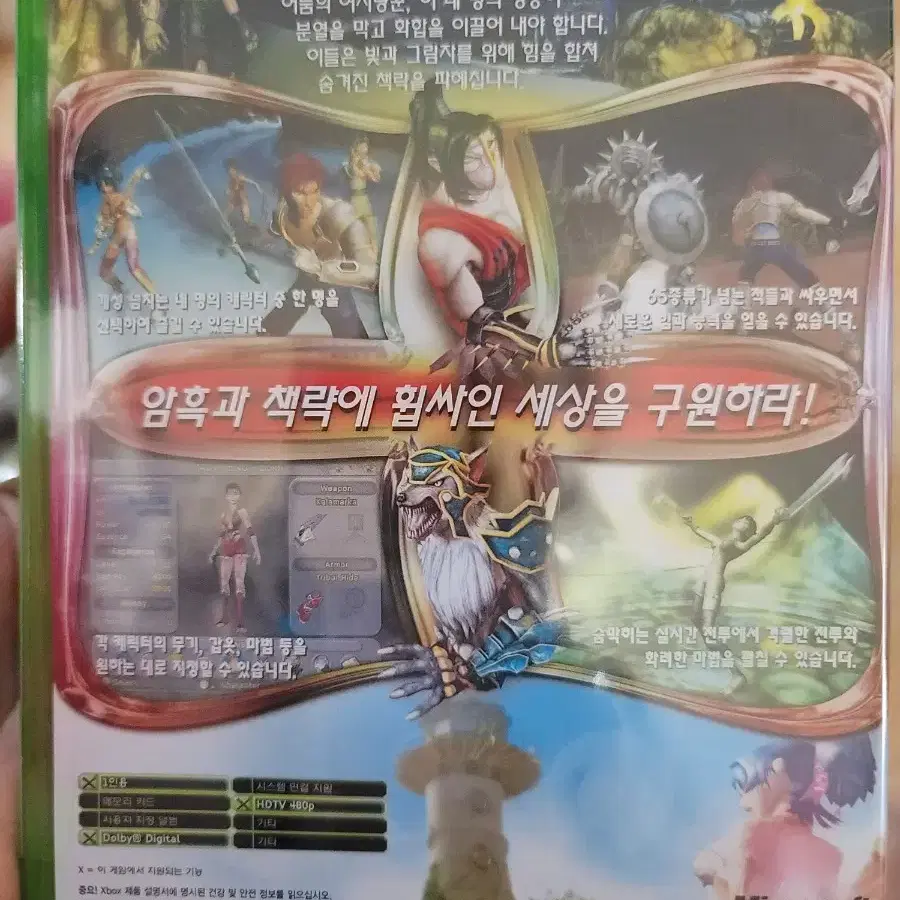 분열을 막고 화합을 이끌어 내야 합니다.
이들은 빛과 그림자를 위해 힘을 합쳐
숨겨진 책략을 파헤칩니다.
개성 넘치는 네 명의 캐릭터 중 한 명을
선택하여 즐길 수 있습니다.
65종류가 넘는 적들과 싸우면서
새로운 힘과 능력을 얻을 수 있습니다.
암흑과 책략에 휩싸인 세상을 구원하라!
Weapon
Armor
Tribal Hide
각 캐릭터의 무기, 갑옷, 마법 등을
원하는 대로 지정할 수 있습니다.
숨막히는 실시간 전투에서 격렬한 전투와
화려한 마법을 펼칠 수 있습니다.
X 1인용
메모리 카드
사용자 지정 앨범
X Dolby® Digital
시스템 연결 지원
X HDTV 480p
기타
기타
X = 이 게임에서 지원되는 기능
중요! Xbox 제품 설명서에 명시된 건강 및 안전 정보를 읽으십시오.